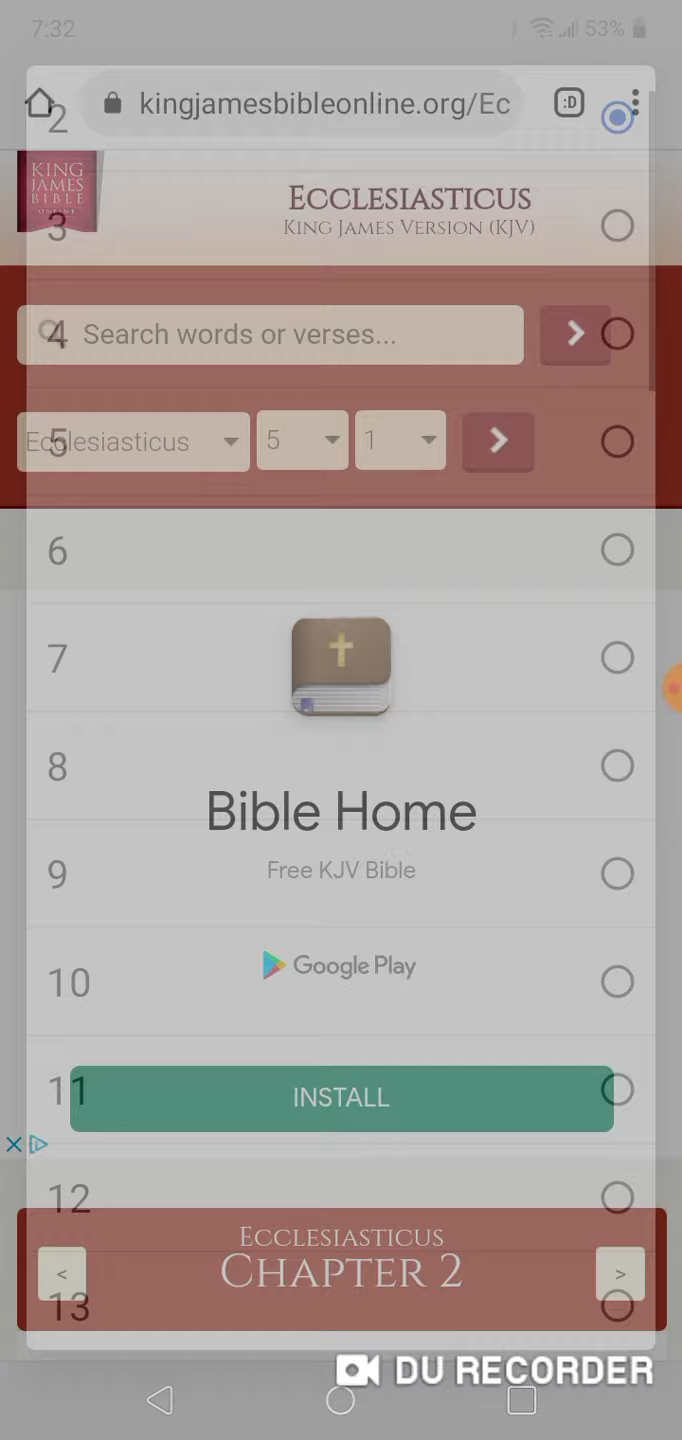 7:32
53%
2
kingjamesbibleonline.org/Ec
:D
KING
JAMES
BIBLE
ONLINE
ECCLESIASTICUS
KING JAMES VERSION (KJV)
3
4
Search words or verses...
5
Ecclesiasticus
5
1
6
7
8
Bible Home
9
Free KJV Bible
10
Google Play
11
INSTALL
12
ECCLESIASTICUS
CHAPTER 2
<
>
13
DU RECORDER